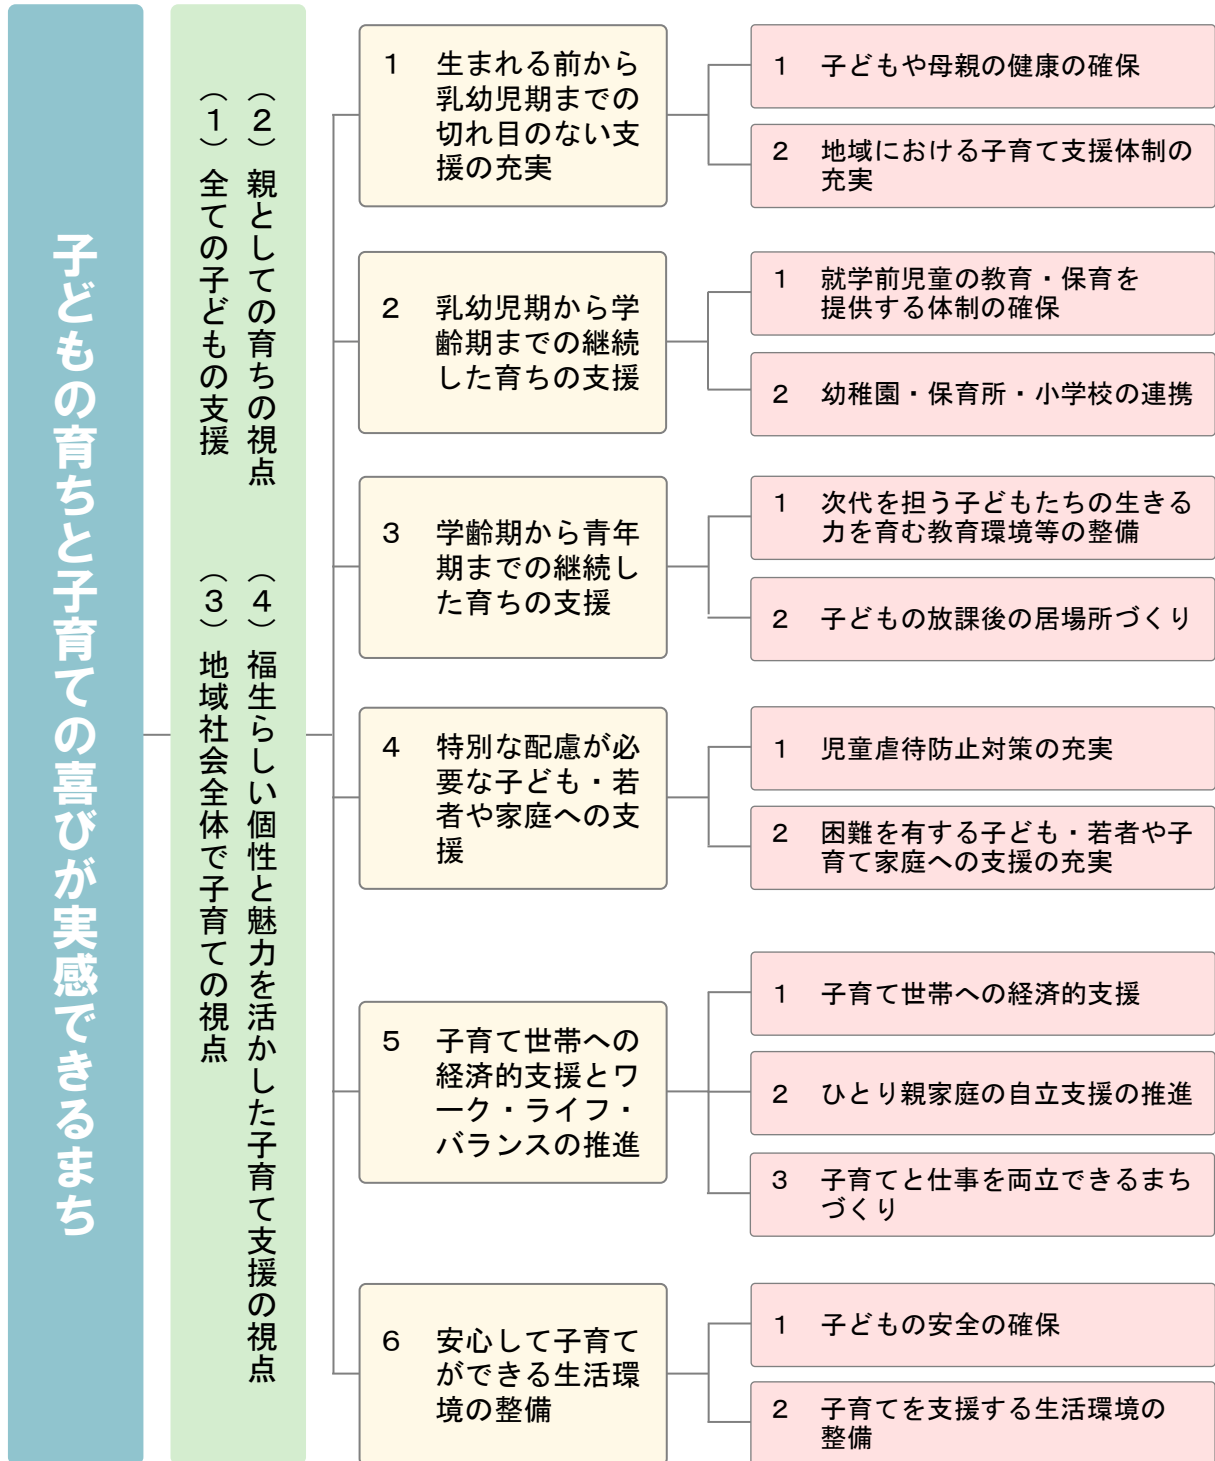 子どもの育ちと子育ての喜びが実感できるまち
（２）親としての育ちの視点
（１）全ての子どもの支援
（４）福生らしい個性と魅力を活かした子育て支援の視点
（３）地域社会全体で子育ての視点
１ 生まれる前から
乳幼児期までの
切れ目のない支
援の充実
１ 子どもや母親の健康の確保
２ 地域における子育て支援体制の
充実
２ 乳幼児期から学
齢期までの継続
した育ちの支援
１ 就学前児童の教育・保育を
提供する体制の確保
２ 幼稚園・保育所・小学校の連携
３ 学齢期から青年
期までの継続し
た育ちの支援
１ 次代を担う子どもたちの生きる
力を育む教育環境等の整備
２ 子どもの放課後の居場所づくり
４ 特別な配慮が必
要な子ども・若
者や家庭への支
援
１ 児童虐待防止対策の充実
２ 困難を有する子ども・若者や子
育て家庭への支援の充実
５ 子育て世帯への
経済的支援とワ
ーク・ライフ・
バランスの推進
１ 子育て世帯への経済的支援
２ ひとり親家庭の自立支援の推進
３ 子育てと仕事を両立できるまち
づくり
６ 安心して子育て
ができる生活環
境の整備
１ 子どもの安全の確保
２ 子育てを支援する生活環境の
整備